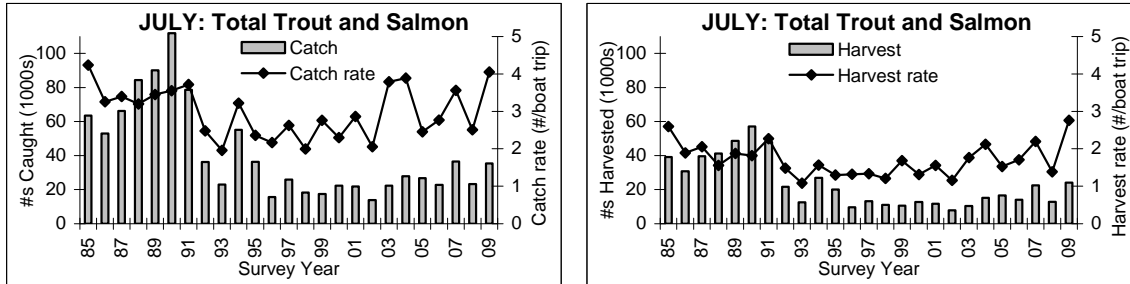 JULY: Total Trout and Salmon
#s Caught (1000s)
100
80
60
40
20
0
Catch
Catch rate
5
4
3
2
1
0
Catch rate (#/boat trip)
85 87 89 91 93 95 97 99 01 03 05 07 09
Survey Year
JULY: Total Trout and Salmon
#s Harvested (1000s)
100
80
60
40
20
0
Harvest
Harvest rate
5
4
3
2
1
0
Harvest rate (#/boat trip)
85 87 89 91 93 95 97 99 01 03 05 07 09
Survey Year